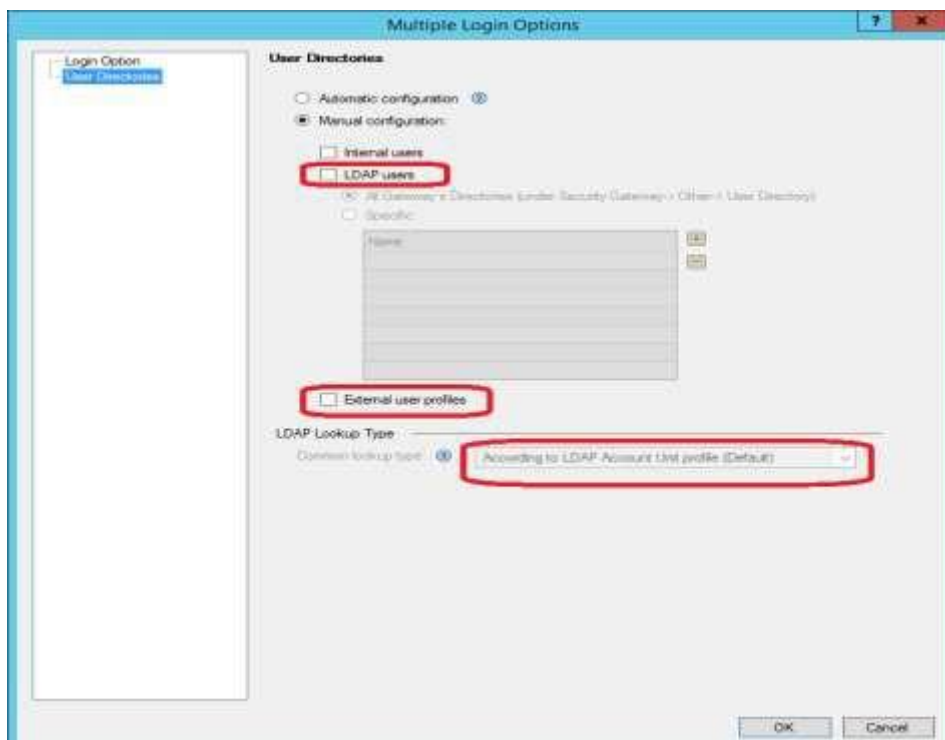 Multiple Login Options
? ×
Login Option
User Directories
User Directories
Automatic configuration
Manual configuration:
Internal users
LDAP users
All Gateway's Directories (under Security Gateway > Other > User Directory)
Specific:
Name
External user profiles
LDAP Lookup Type
Common lookup type:
According to LDAP Account Unit profile (Default)
OK Cancel